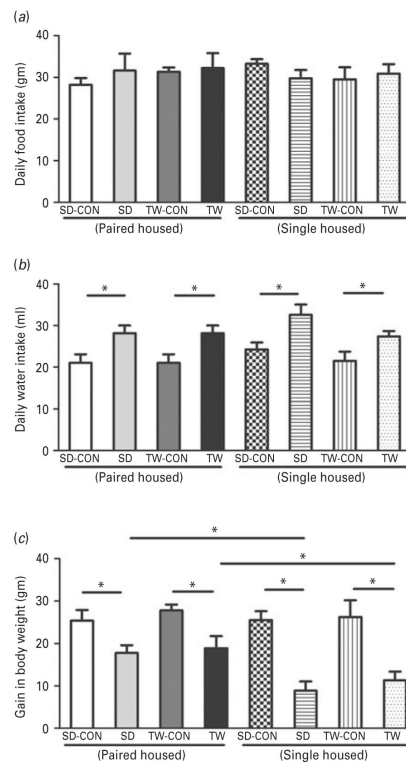 (a)
40
30
20
10
0
Daily food intake (gm)
SD-CON SD TW-CON TW SD-CON SD TW-CON TW
(Paired housed) (Single housed)
(b)
40
30
20
0
Daily water intake (ml)
* * * *
SD-CON SD TW-CON TW SD-CON SD TW-CON TW
(Paired housed) (Single housed)
(c)
*
*
40
30
20
10
0
Gain in body weight (gm)
* * * *
SD-CON SD TW-CON TW SD-CON SD TW-CON TW
(Paired housed) (Single housed)